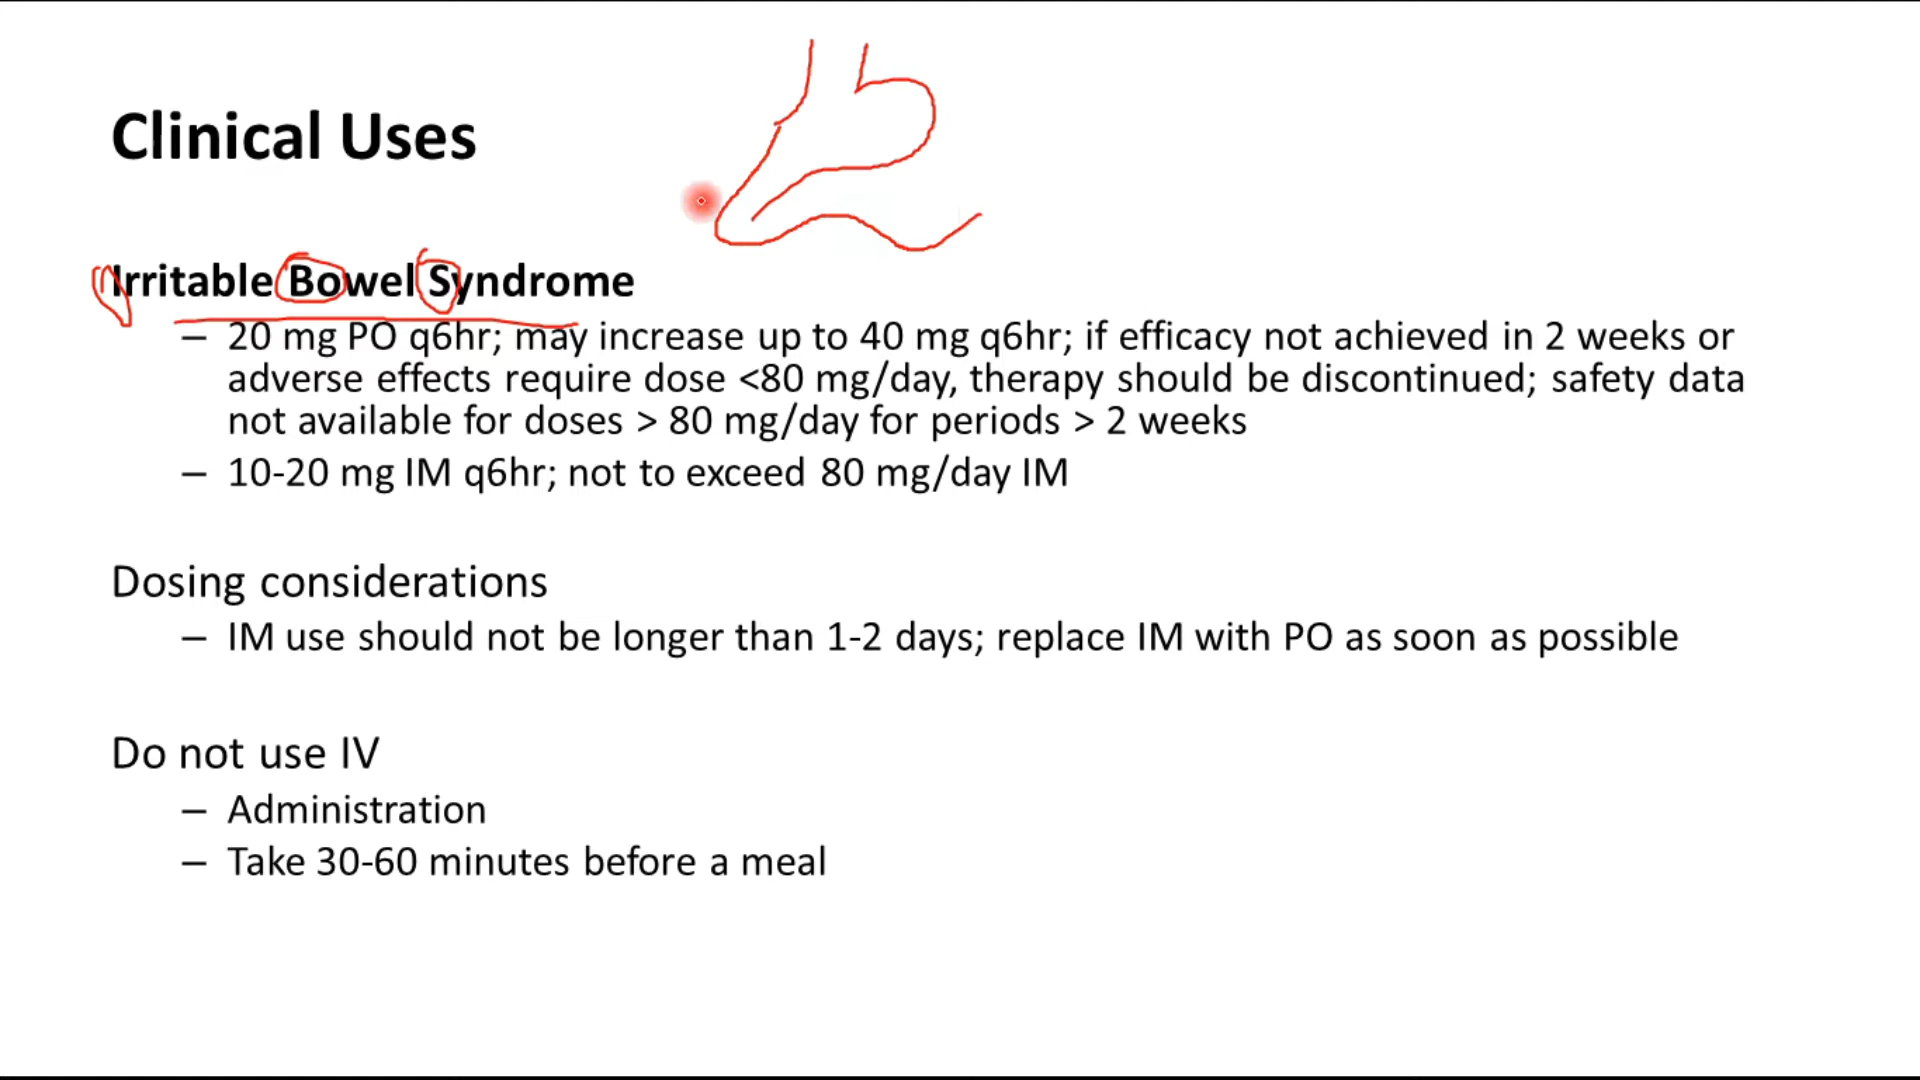 Clinical Uses
Irritable Bowel Syndrome
– 20 mg PO q6hr; may increase up to 40 mg q6hr; if efficacy not achieved in 2 weeks or
adverse effects require dose <80 mg/day, therapy should be discontinued; safety data
not available for doses > 80 mg/day for periods > 2 weeks
– 10-20 mg IM q6hr; not to exceed 80 mg/day IM
Dosing considerations
– IM use should not be longer than 1-2 days; replace IM with PO as soon as possible
Do not use IV
– Administration
– Take 30-60 minutes before a meal